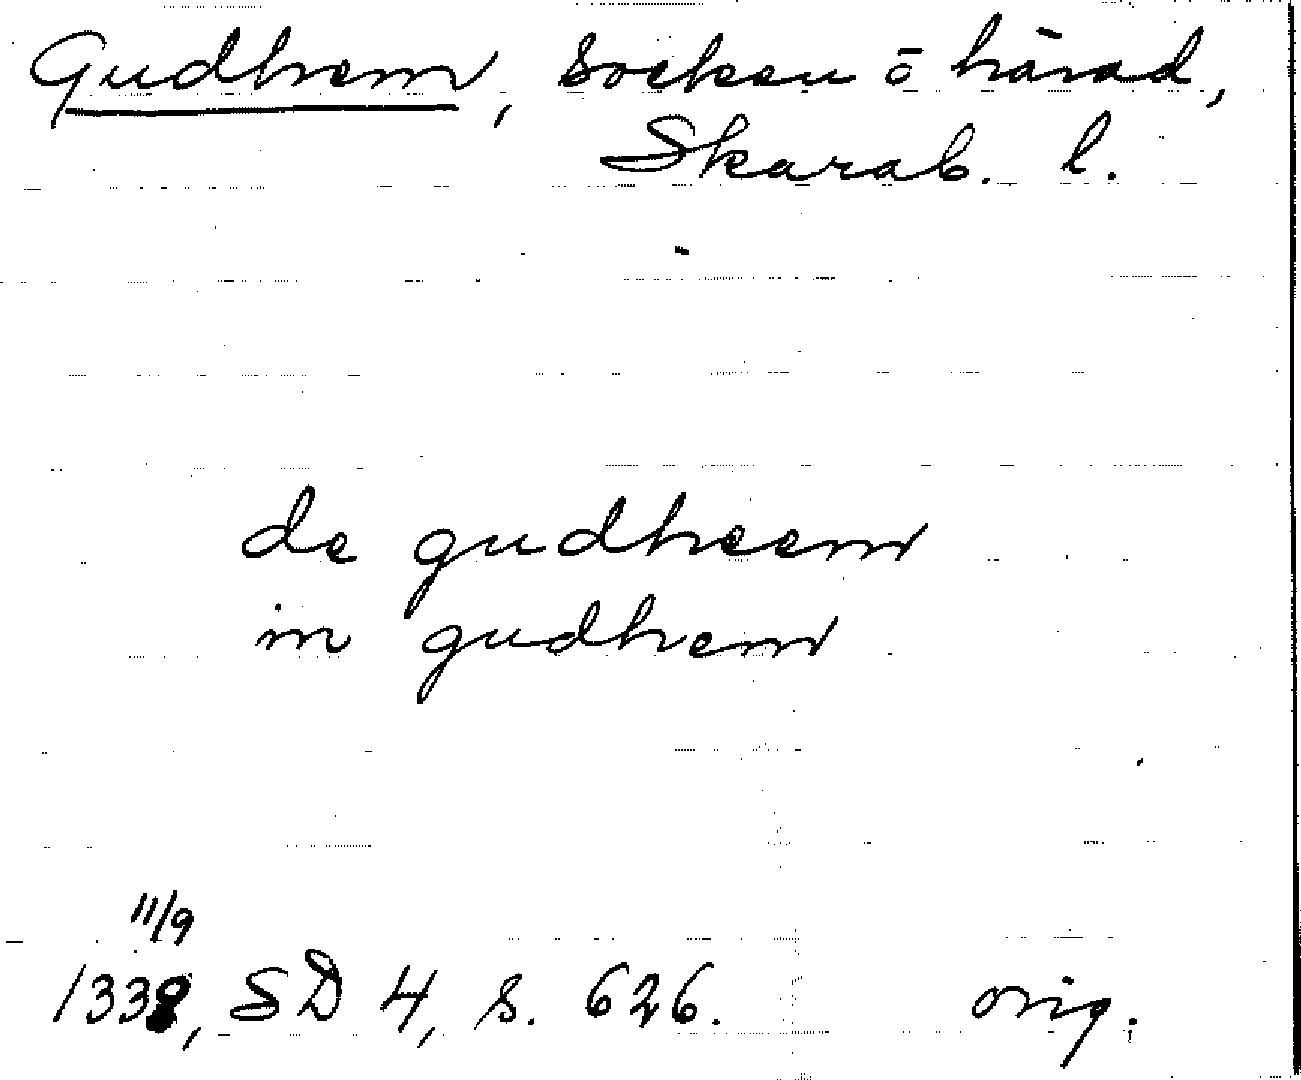 Gudhem, socken o härad,
Skarab. l.
de gudheem
in gudhem
11/9
1338, SD 4, s. 626. orig.